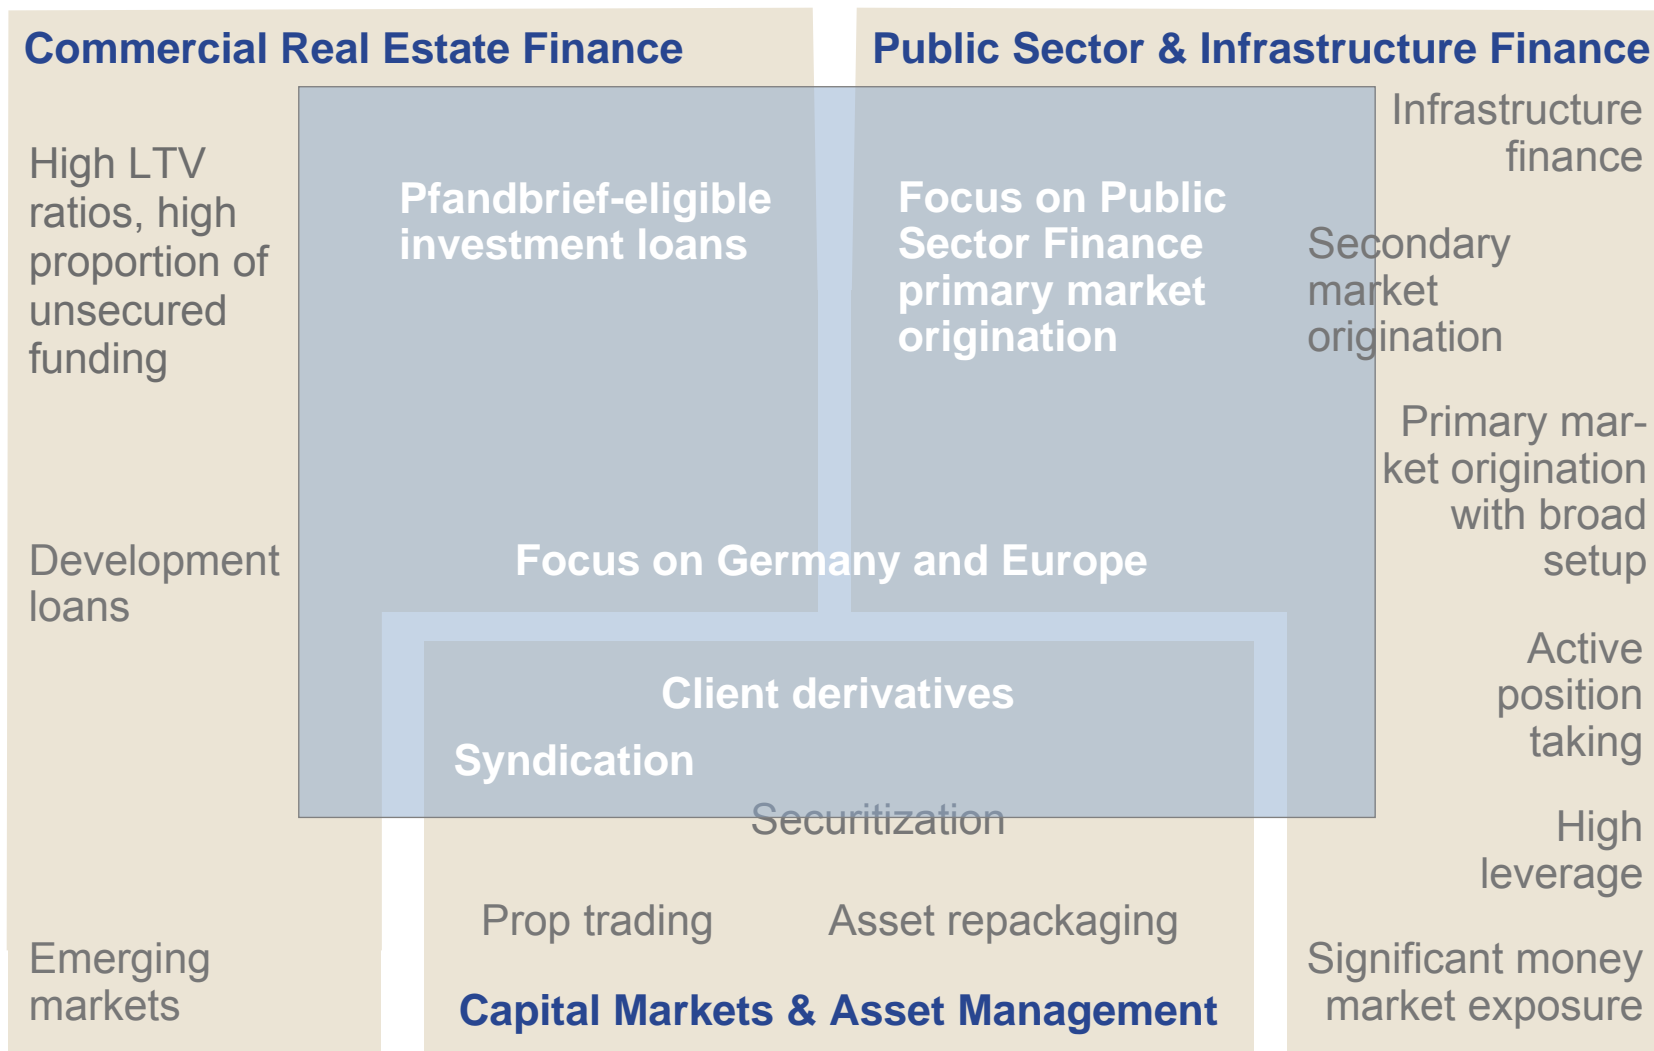 Commercial Real Estate Finance
Public Sector & Infrastructure Finance
High LTV
ratios, high
proportion of
unsecured
funding
Development
loans
Emerging
markets
Pfandbrief-eligible
investment loans
Focus on Public
Sector Finance
primary market
origination
Focus on Germany and Europe
Client derivatives
Syndication
Securitization
Prop trading
Asset repackaging
Capital Markets & Asset Management
Infrastructure
finance
Secondary
market
origination
Primary mar-
ket origination
with broad
setup
Active
position
taking
High
leverage
Significant money
market exposure